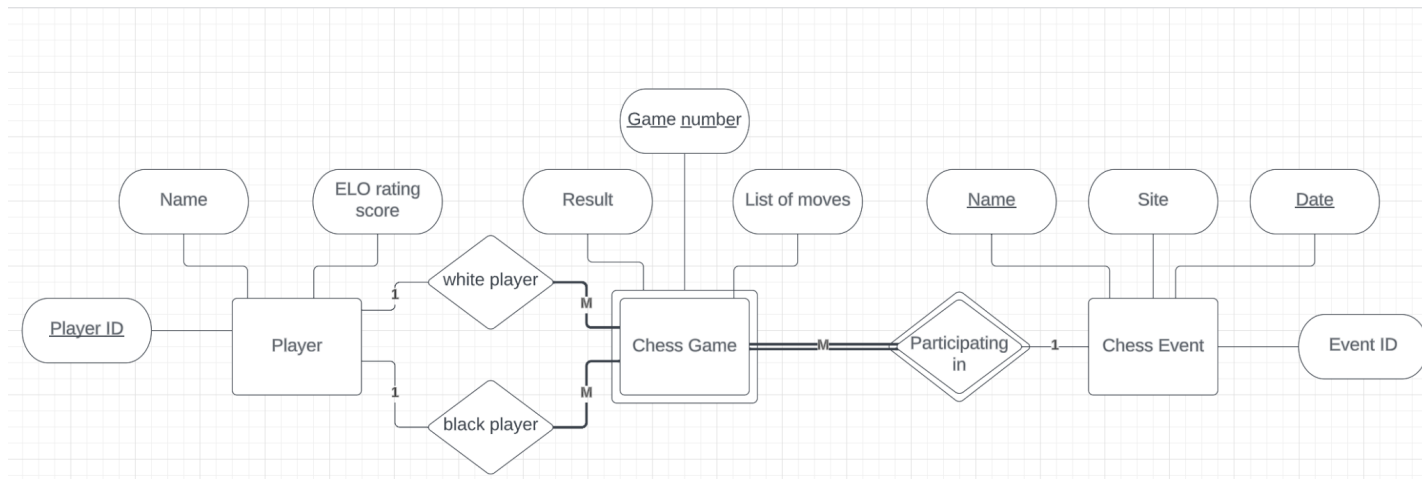 Game number
Name
ELO rating
score
Result
List of moves
Name
Site
Date
white player
1
M
Player ID
Player
Chess Game
M
Participating
in
1
Chess Event
Event ID
1
M
black player